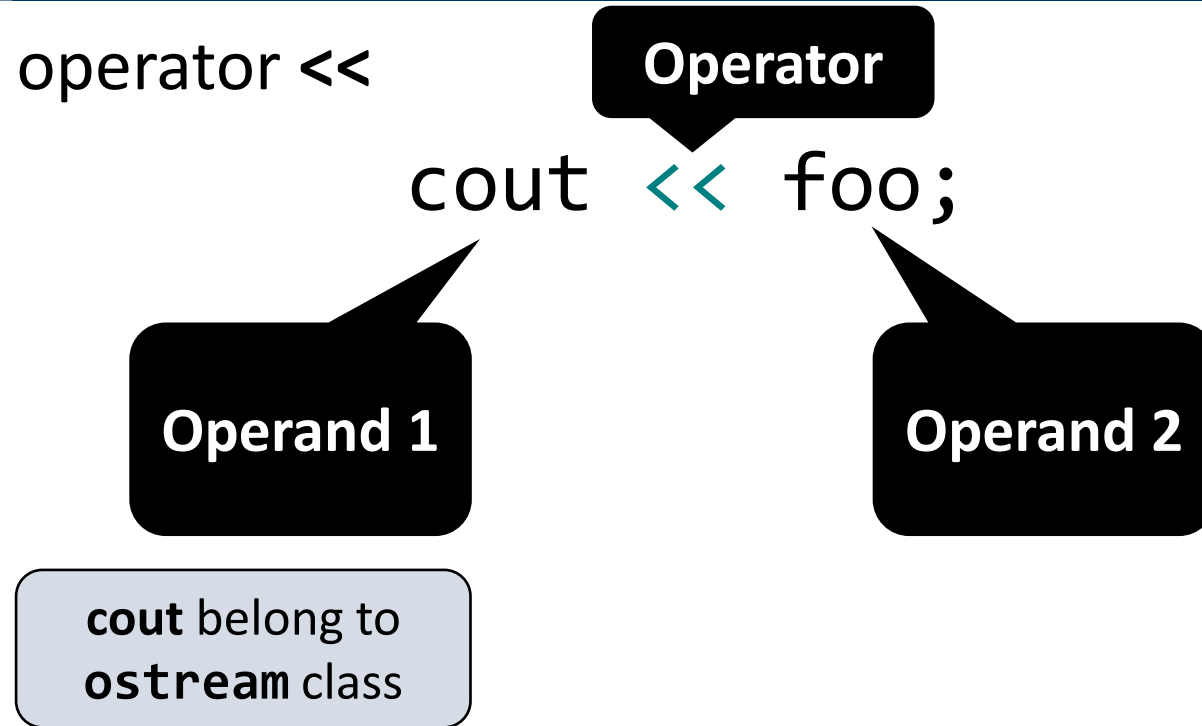 operator <<
Operator
cout << foo;
Operand 1
Operand 2
cout belong to
ostream class